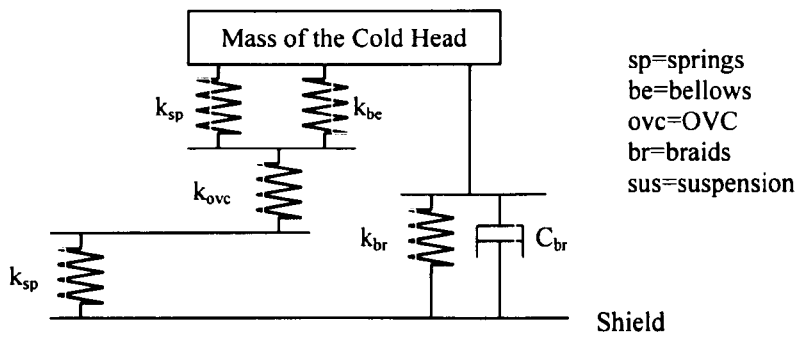 Mass of the Cold Head
sp=springs
be=bellows
ovc=OVC
br=braids
sus=suspension
k_sp
k_be
k_ovc
k_br
C_br
k_sp
Shield